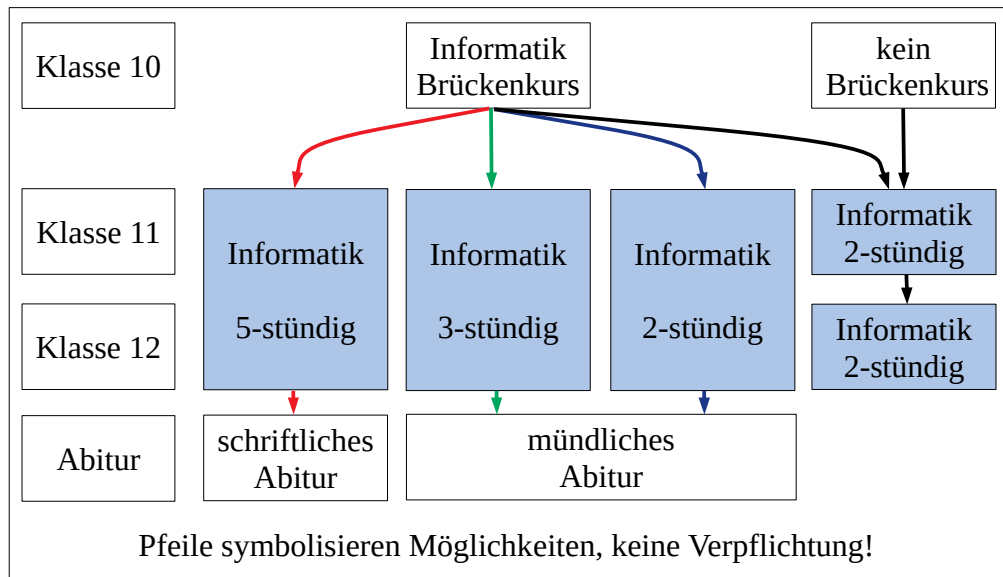 Klasse 10
Informatik
Brückenkurs
kein
Brückenkurs
Klasse 11
Klasse 12
Informatik
5-stündig
Informatik
3-stündig
Informatik
2-stündig
Informatik
2-stündig
Informatik
2-stündig
Abitur
schriftliches
Abitur
mündliches
Abitur
Pfeile symbolisieren Möglichkeiten, keine Verpflichtung!